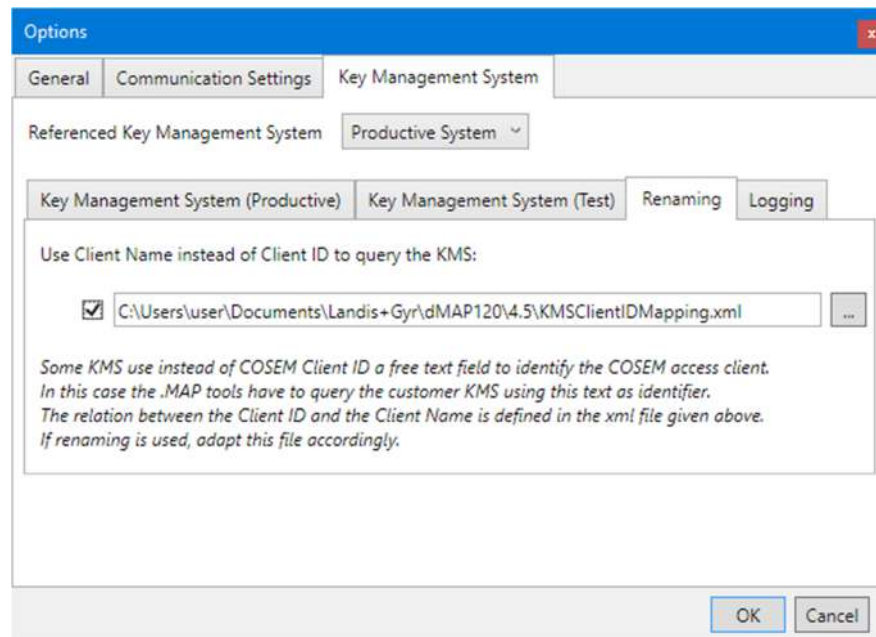 Options
x
General Communication Settings Key Management System
Referenced Key Management System Productive System
Key Management System (Productive) Key Management System (Test) Renaming Logging
Use Client Name instead of Client ID to query the KMS:
C:\Users\user\Documents\Landis+Gyr\dMAP120\4.5\KMSClientIDMapping.xml ...
Some KMS use instead of COSEM Client ID a free text field to identify the COSEM access client.
In this case the .MAP tools have to query the customer KMS using this text as identifier.
The relation between the Client ID and the Client Name is defined in the xml file given above.
If renaming is used, adapt this file accordingly.
OK Cancel